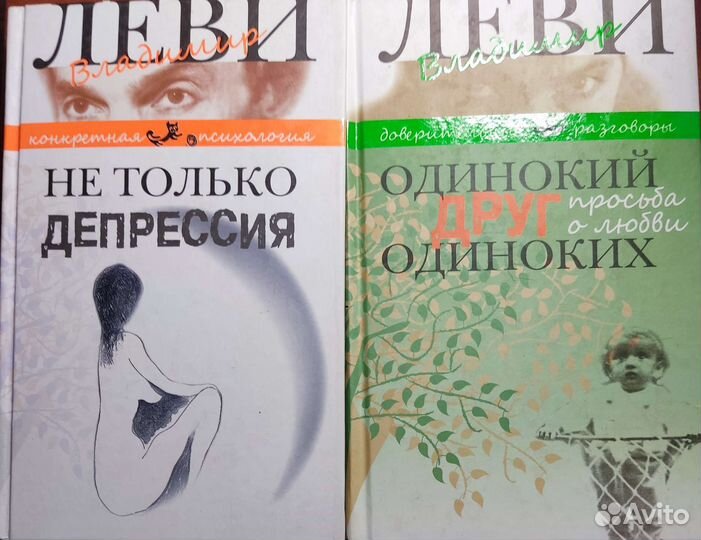 ЛЕВИ
Владимир
конкретная психология
НЕ ТОЛЬКО
ДЕПРЕССИЯ
ЛЕВИ
Владимир
разговоры
ОДИНОКИЙ
ДРУГ просьба
о любви
ОДИНОКИХ
Avito